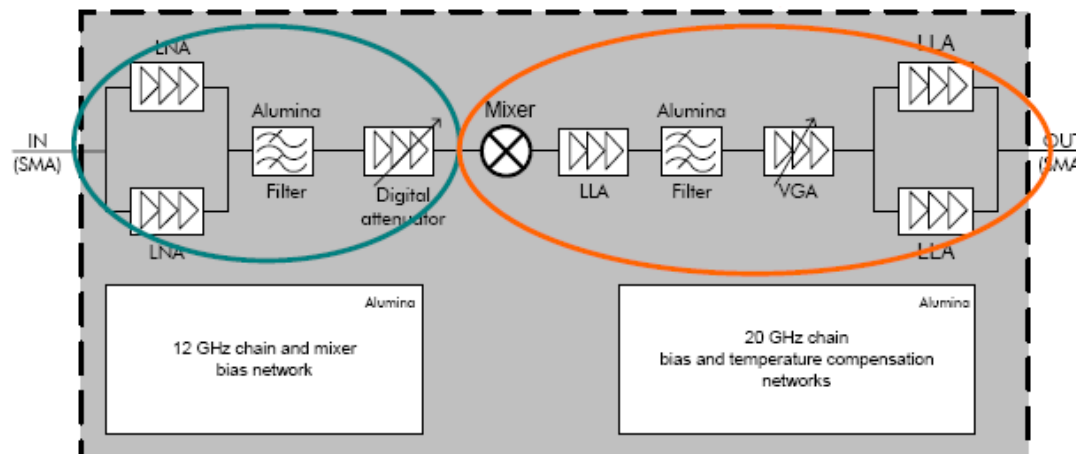 LNA
LLA
Alumina
Mixer
Alumina
IN
(SMA)
OUT
(SMA
Filter
Digital
attenuator
LLA
Filter
VGA
LNA
LLA
Alumina
12 GHz chain and mixer
bias network
Alumina
20 GHz chain
bias and temperature compensation
networks